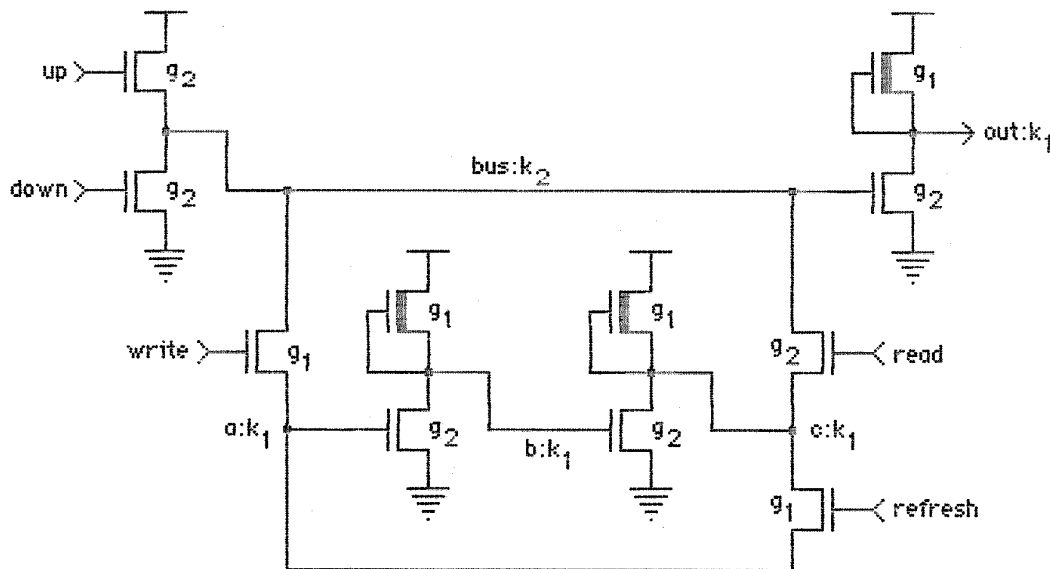 up
g₂
g₁
out:k₁
bus:k₂
down
g₂
g₂
g₁
g₁
write
g₁
g₂
read
a:k₁
g₂
b:k₁
g₂
c:k₁
g₁
refresh